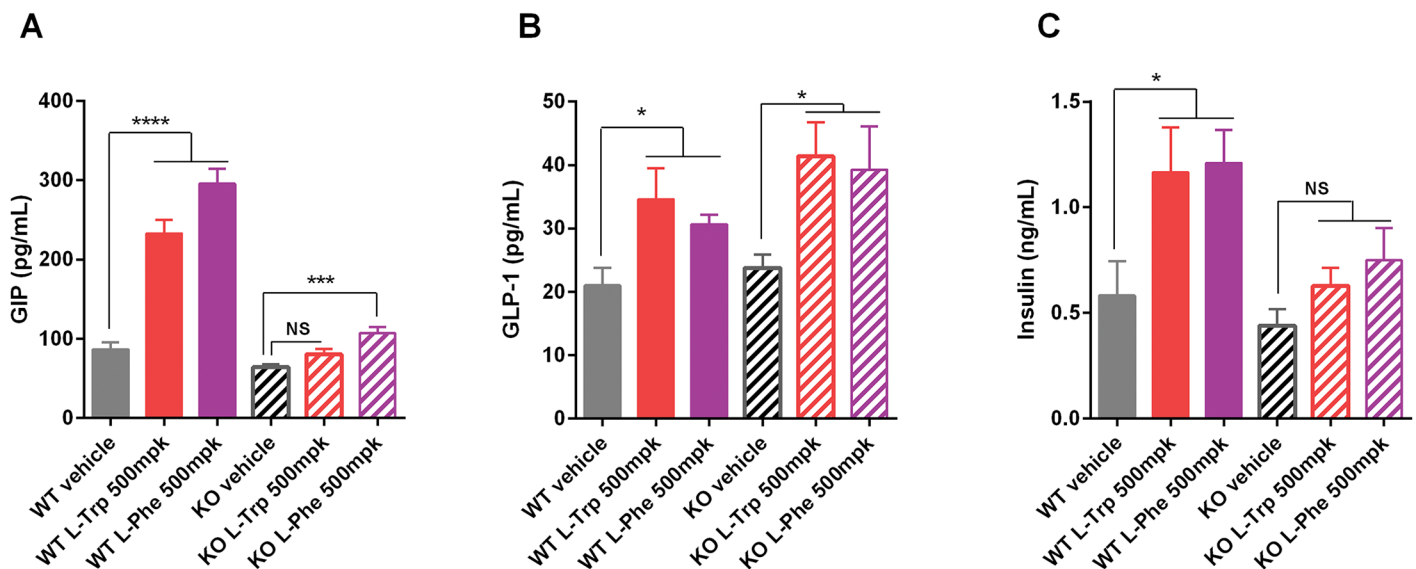 A
GIP (pg/mL)
400
300
200
100
0
****
***
NS
WT vehicle
WT L-Trp 500mpk
WT L-Phe 500mpk
KO vehicle
KO L-Trp 500mpk
KO L-Phe 500mpk
B
GLP-1 (pg/mL)
50
40
30
20
10
0
*
*
WT vehicle
WT L-Trp 500mpk
WT L-Phe 500mpk
KO vehicle
KO L-Trp 500mpk
KO L-Phe 500mpk
C
Insulin (ng/mL)
1.5
1.0
0.5
0.0
*
NS
WT vehicle
WT L-Trp 500mpk
WT L-Phe 500mpk
KO vehicle
KO L-Trp 500mpk
KO L-Phe 500mpk